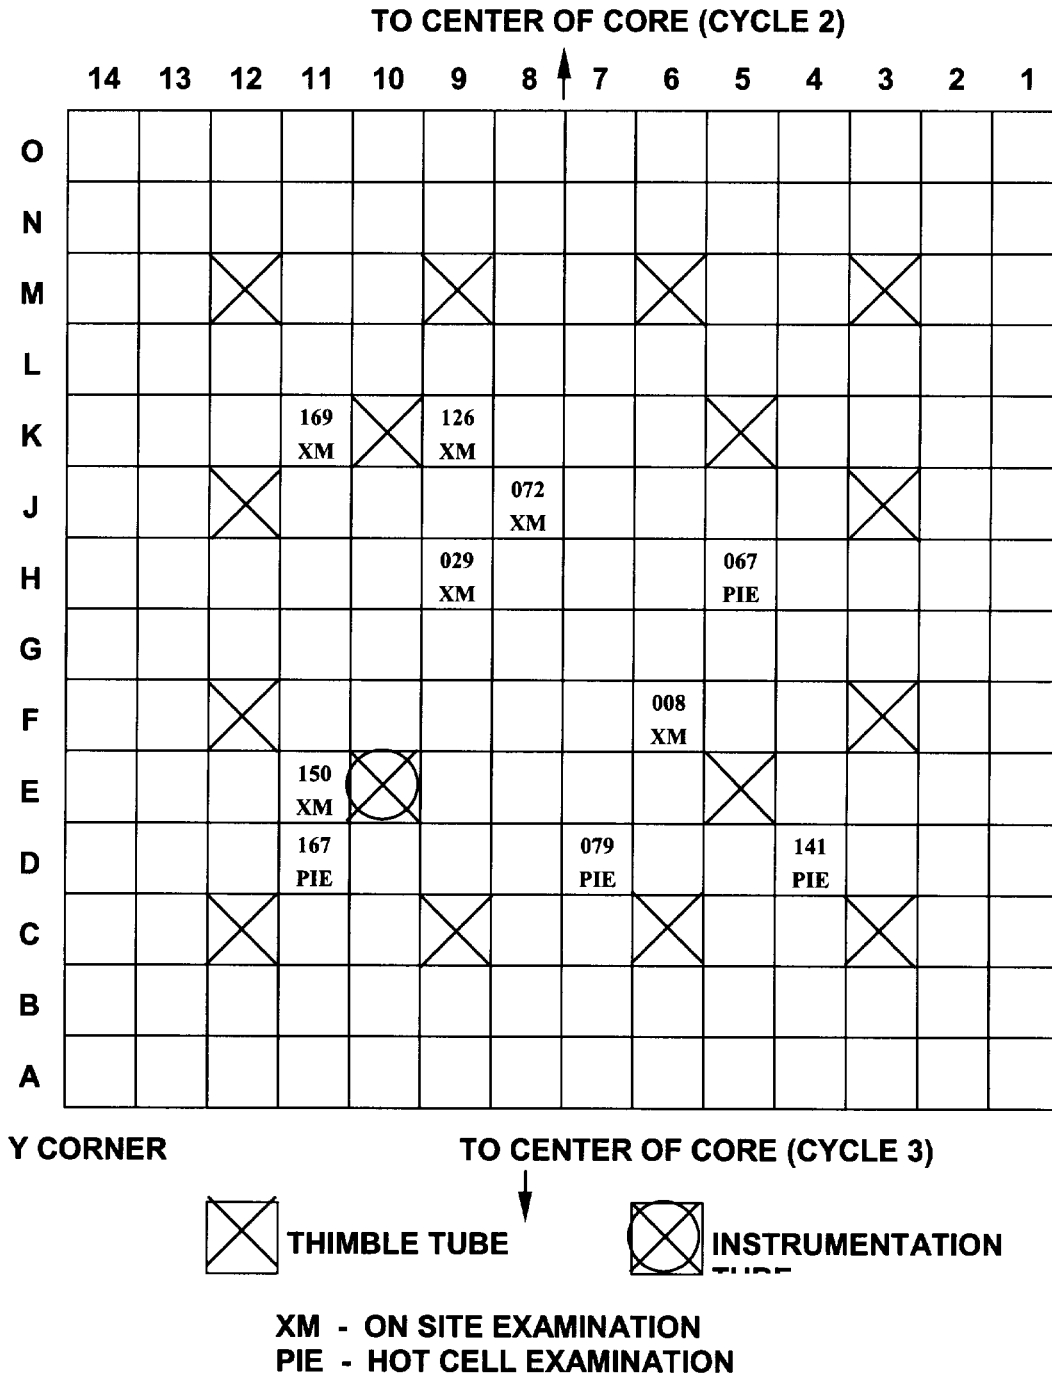 TO CENTER OF CORE (CYCLE 2)
14 13 12 11 10 9 8 7 6 5 4 3 2 1
O
N
M
L
K 169 126
XM XM
J 072
XM
H 029 067
XM PIE
G
F 008
XM
E 150
XM
D 167 079 141
PIE PIE PIE
C
B
A
Y CORNER TO CENTER OF CORE (CYCLE 3)
THIMBLE TUBE INSTRUMENTATION
XM - ON SITE EXAMINATION
PIE - HOT CELL EXAMINATION